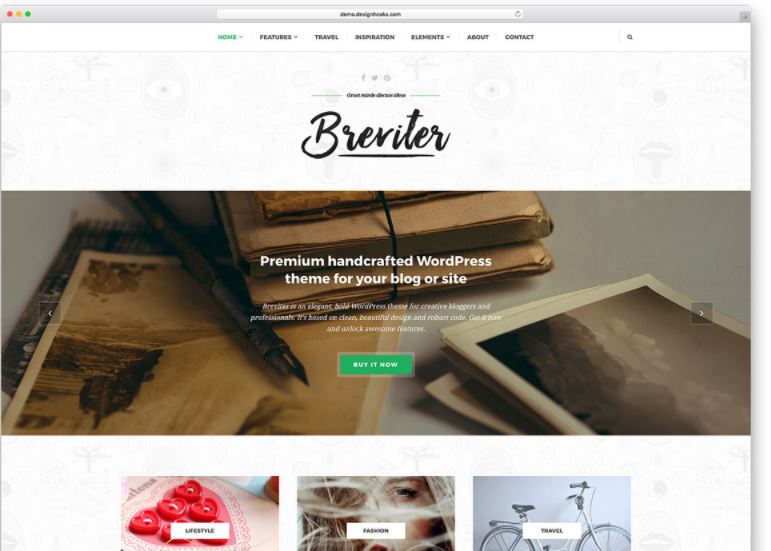 demo.designhooks.com
HOME FEATURES TRAVEL INSPIRATION ELEMENTS ABOUT CONTACT
Great minds discuss ideas
Breviter
Premium handcrafted WordPress
theme for your blog or site
Breviter is an elegant, bold WordPress theme for creative bloggers and
professionals. It's based on clean, beautiful design and robust code. Get it now
and unlock awesome features.
BUY IT NOW
LIFESTYLE FASHION TRAVEL